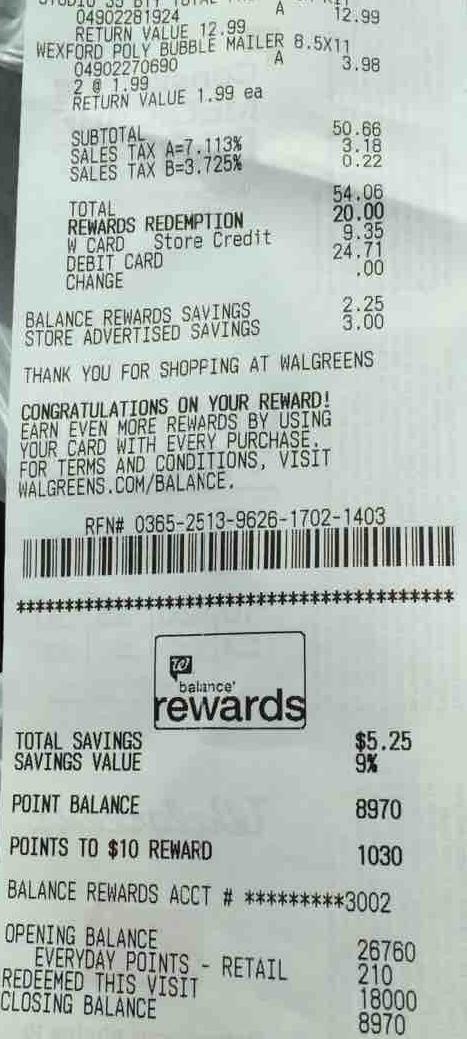 04902281924 A 12.99
RETURN VALUE 12.99
WEXFORD POLY BUBBLE MAILER 8.5X11
04902270690 A 3.98
2 @ 1.99
RETURN VALUE 1.99 ea
SUBTOTAL 50.66
SALES TAX A=7.113% 3.18
SALES TAX B=3.725% 0.22
TOTAL 54.06
REWARDS REDEMPTION 20.00
W CARD Store Credit 9.35
DEBIT CARD 24.71
CHANGE .00
BALANCE REWARDS SAVINGS 2.25
STORE ADVERTISED SAVINGS 3.00
THANK YOU FOR SHOPPING AT WALGREENS
CONGRATULATIONS ON YOUR REWARD!
EARN EVEN MORE REWARDS BY USING
YOUR CARD WITH EVERY PURCHASE.
FOR TERMS AND CONDITIONS, VISIT
WALGREENS.COM/BALANCE.
RFN# 0365-2513-9626-1702-1403
******************************************
W
balance'
rewards
TOTAL SAVINGS $5.25
SAVINGS VALUE 9%
POINT BALANCE 8970
POINTS TO $10 REWARD 1030
BALANCE REWARDS ACCT # *********3002
OPENING BALANCE 26760
EVERYDAY POINTS - RETAIL 210
REDEEMED THIS VISIT 18000
CLOSING BALANCE 8970